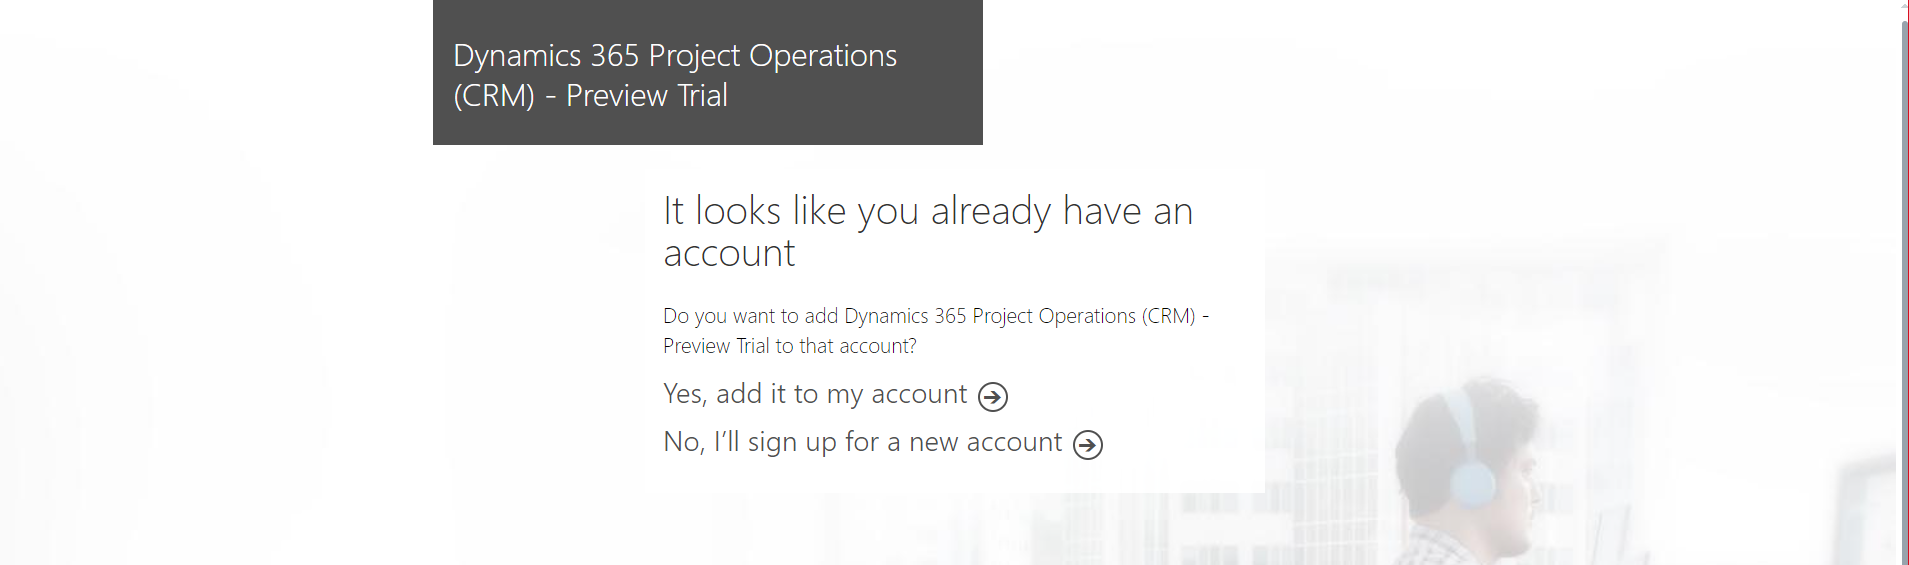 Dynamics 365 Project Operations
(CRM) - Preview Trial
It looks like you already have an
account
Do you want to add Dynamics 365 Project Operations (CRM) -
Preview Trial to that account?
Yes, add it to my account
No, I’ll sign up for a new account